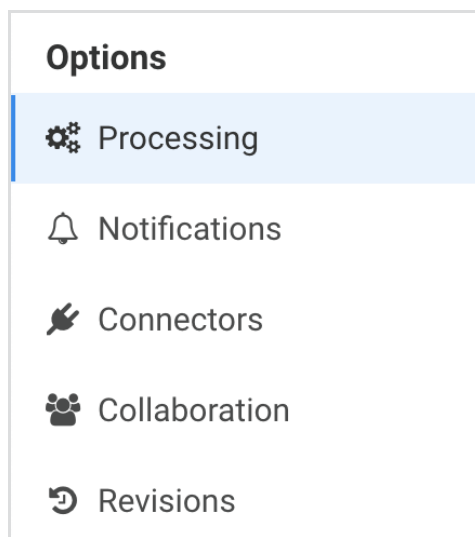 Options
Processing
Notifications
Connectors
Collaboration
Revisions